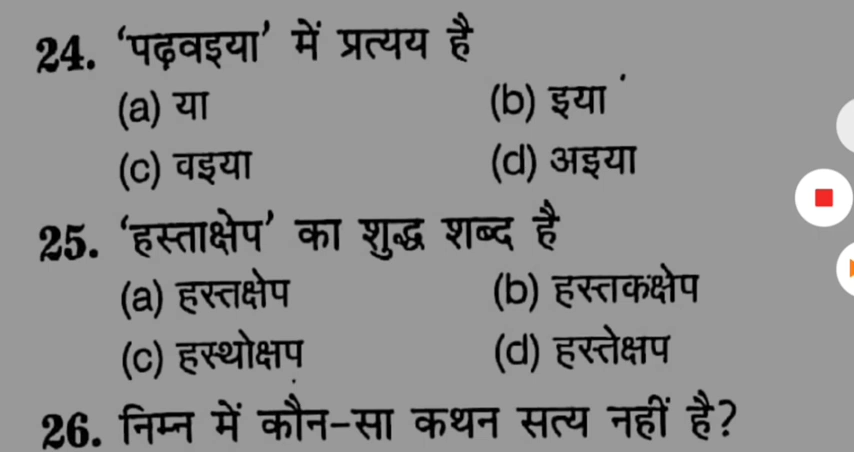 24. ‘पढ़वइया’ में प्रत्यय है
(a) या (b) इया
(c) वइया (d) अइया
25. ‘हस्ताक्षेप’ का शुद्ध शब्द है
(a) हस्तक्षेप (b) हस्तकक्षेप
(c) हस्थोक्षप (d) हस्तेक्षप
26. निम्न में कौन-सा कथन सत्य नहीं है?